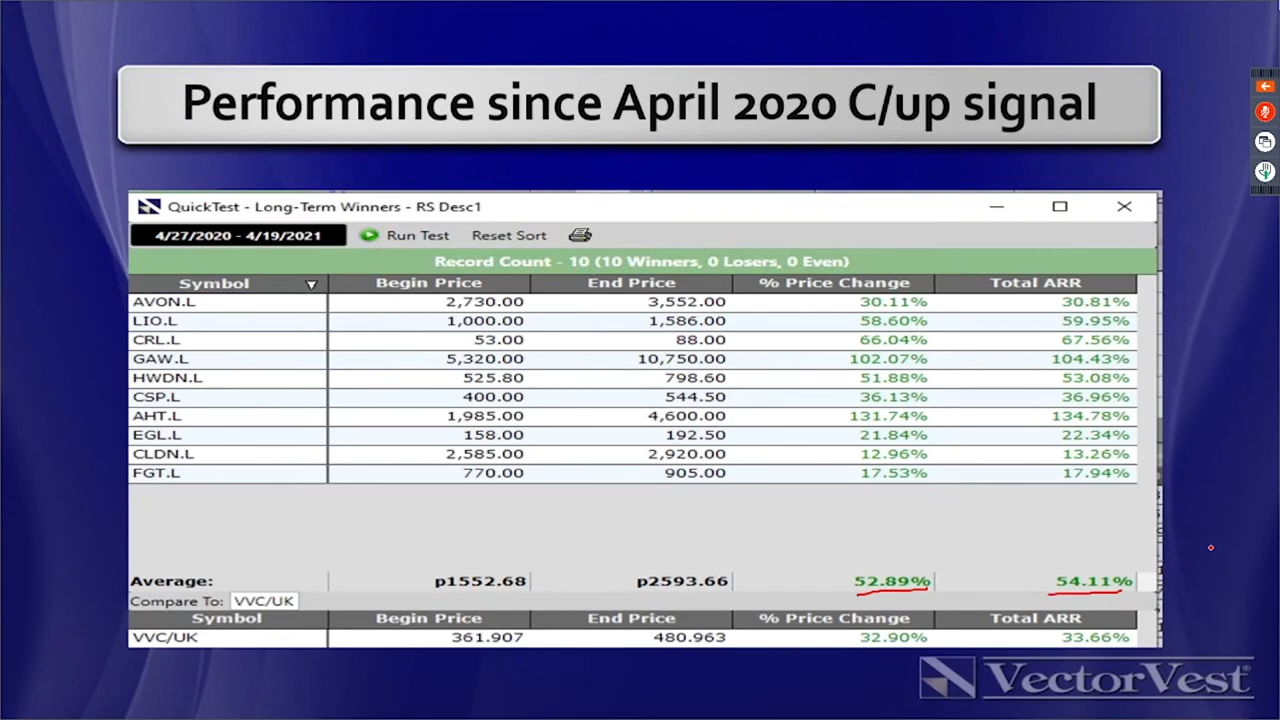 Performance since April 2020 C/up signal
QuickTest - Long-Term Winners - RS Desc1
4/27/2020 - 4/19/2021 Run Test Reset Sort
Record Count - 10 (10 Winners, 0 Losers, 0 Even)
Symbol Begin Price End Price % Price Change Total ARR
AVON.L 2,730.00 3,552.00 30.11% 30.81%
LIO.L 1,000.00 1,586.00 58.60% 59.95%
CRL.L 53.00 88.00 66.04% 67.56%
GAW.L 5,320.00 10,750.00 102.07% 104.43%
HWDN.L 525.80 798.60 51.88% 53.08%
CSP.L 400.00 544.50 36.13% 36.96%
AHT.L 1,985.00 4,600.00 131.74% 134.78%
EGL.L 158.00 192.50 21.84% 22.34%
CLDN.L 2,585.00 2,920.00 12.96% 13.26%
FGT.L 770.00 905.00 17.53% 17.94%
Average: p1552.68 p2593.66 52.89% 54.11%
Compare To: VVC/UK
Symbol Begin Price End Price % Price Change Total ARR
VVC/UK 361.907 480.963 32.90% 33.66%
VectorVest